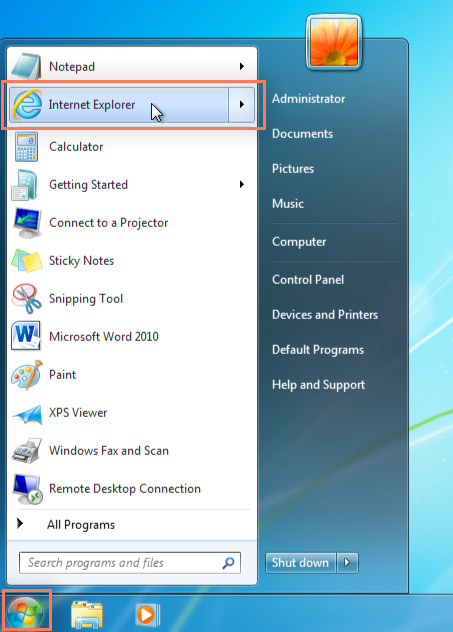 Notepad
Internet Explorer
Calculator
Getting Started
Connect to a Projector
Sticky Notes
Snipping Tool
Microsoft Word 2010
Paint
XPS Viewer
Windows Fax and Scan
Remote Desktop Connection
All Programs
Search programs and files
Administrator
Documents
Pictures
Music
Computer
Control Panel
Devices and Printers
Default Programs
Help and Support
Shut down